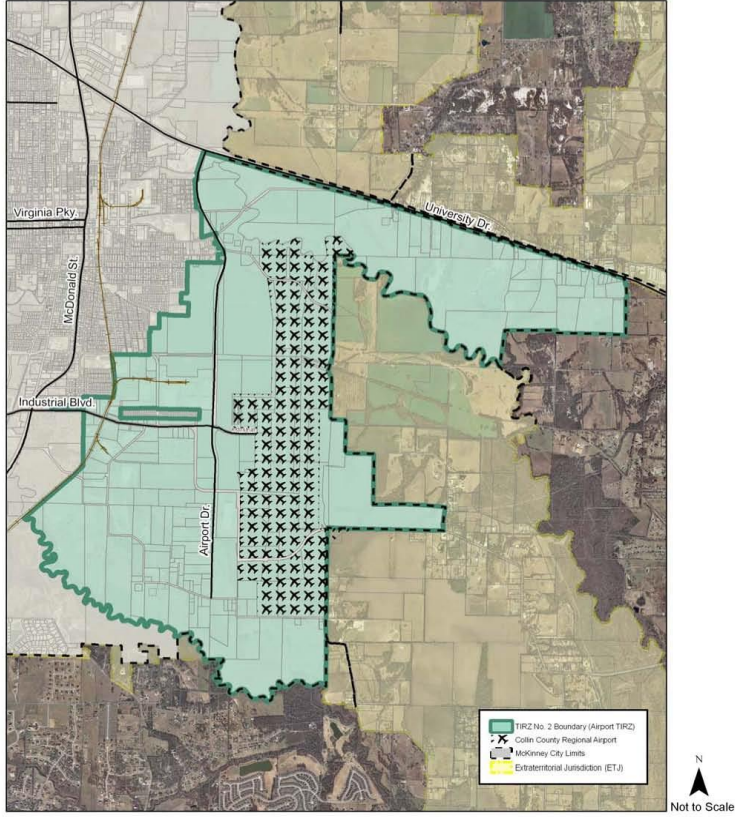 University Dr.
Virginia Pky.
McDonald St.
Industrial Blvd.
Airport Dr.
TIRZ No. 2 Boundary (Airport TIRZ)
Collin County Regional Airport
McKinney City Limits
Extraterritorial Jurisdiction (ETJ)
N
Not to Scale